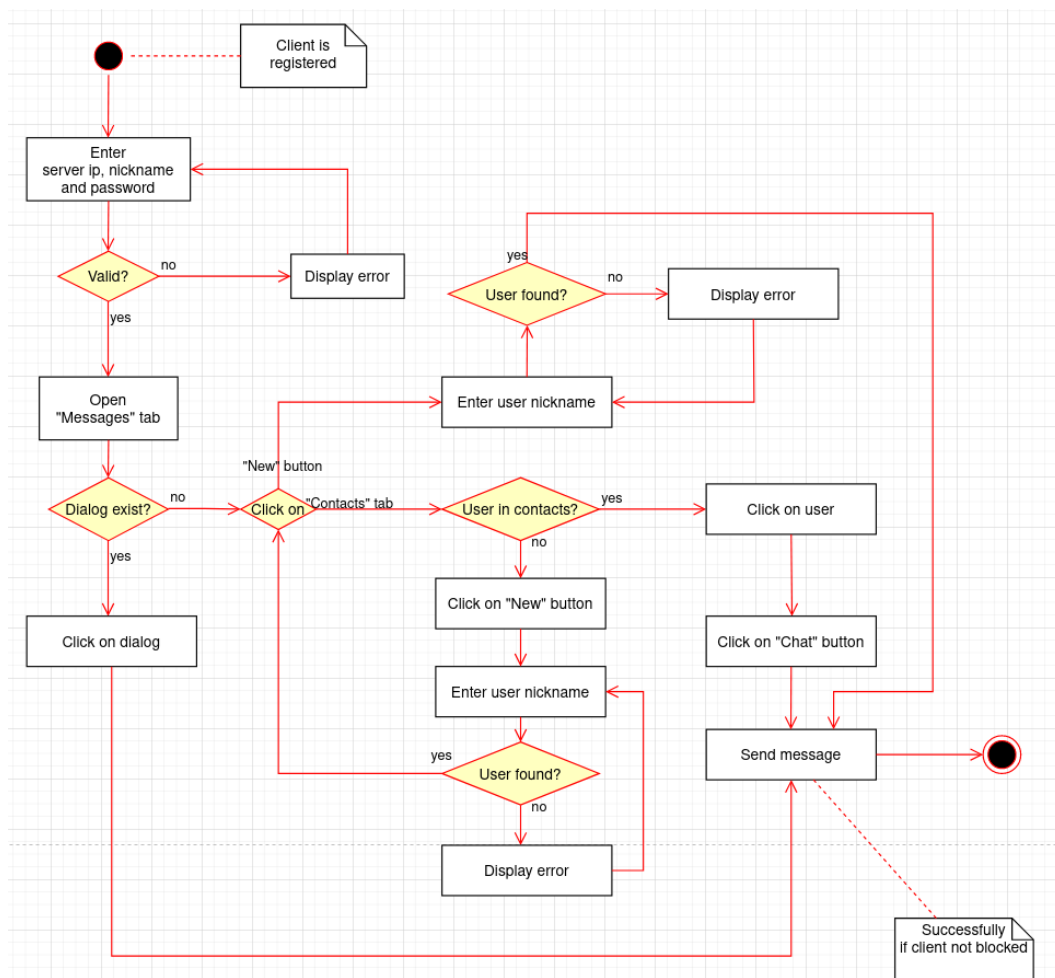 Client is
registered
Enter
server ip, nickname
and password
Valid?
no
Display error
yes
Open
"Messages" tab
Dialog exist?
no
yes
Click on dialog
"New" button
Click on
"Contacts" tab
yes
User found?
no
Display error
Enter user nickname
User in contacts?
yes
no
Click on user
Click on "New" button
Click on "Chat" button
Enter user nickname
yes
User found?
no
Display error
Send message
Successfully
if client not blocked